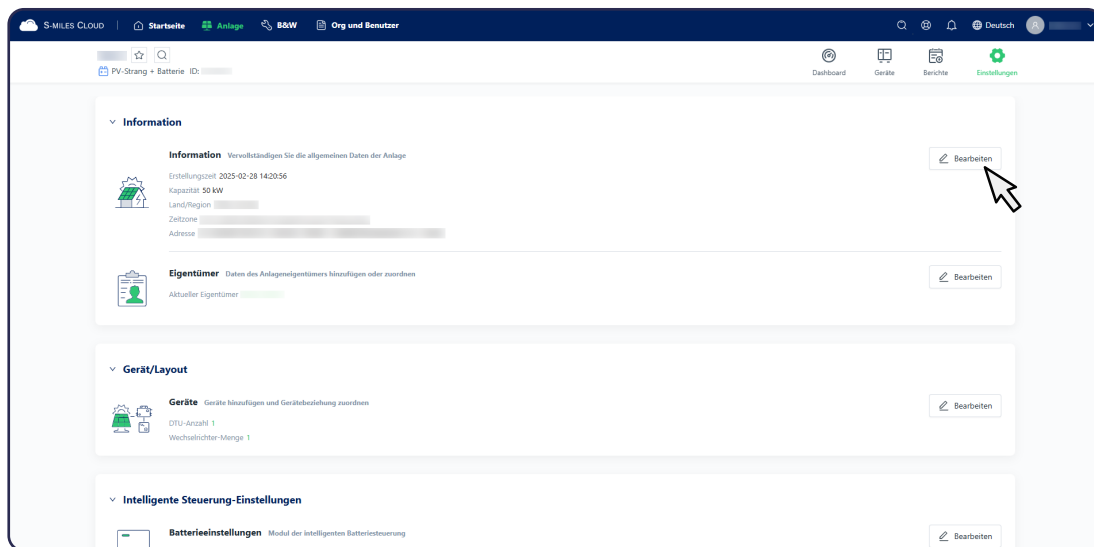 S-MILES CLOUD Startseite Anlage B&W Org und Benutzer Deutsch
PV-Strang + Batterie ID:
Dashboard Geräte Berichte Einstellungen
Information
Information Vervollständigen Sie die allgemeinen Daten der Anlage
Bearbeiten
Erstellungszeit 2025-02-28 14:20:56
Kapazität 50 kW
Land/Region
Zeitzone
Adresse
Eigentümer Daten des Anlageneigentümers hinzufügen oder zuordnen
Bearbeiten
Aktueller Eigentümer
Gerät/Layout
Geräte Geräte hinzufügen und Gerätebeziehung zuordnen
Bearbeiten
DTU-Anzahl 1
Wechselrichter-Menge 1
Intelligente Steuerung-Einstellungen
Batterieeinstellungen Modul der intelligenten Batteriesteuerung
Bearbeiten